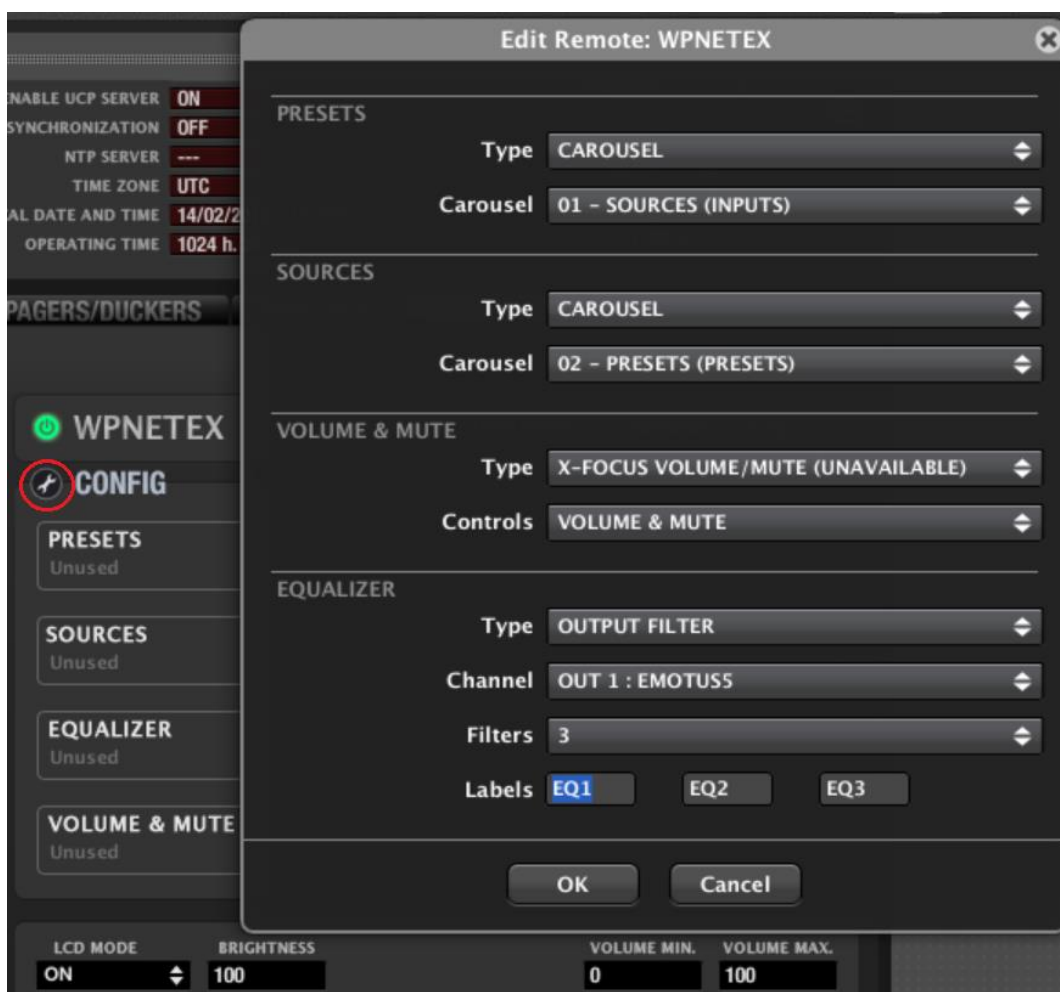 Edit Remote: WPNETEX
ENABLE UCP SERVER ON
SYNCHRONIZATION OFF
NTP SERVER ---
TIME ZONE UTC
AL DATE AND TIME 14/02/2
OPERATING TIME 1024 h.
PAGERS/DUCKERS
WPNETEX
CONFIG
PRESETS
Unused
SOURCES
Unused
EQUALIZER
Unused
VOLUME & MUTE
Unused
PRESETS
Type CAROUSEL
Carousel 01 - SOURCES (INPUTS)
SOURCES
Type CAROUSEL
Carousel 02 - PRESETS (PRESETS)
VOLUME & MUTE
Type X-FOCUS VOLUME/MUTE (UNAVAILABLE)
Controls VOLUME & MUTE
EQUALIZER
Type OUTPUT FILTER
Channel OUT 1 : EMOTUS5
Filters 3
Labels EQ1 EQ2 EQ3
OK Cancel
LCD MODE BRIGHTNESS VOLUME MIN. VOLUME MAX.
ON 100 0 100